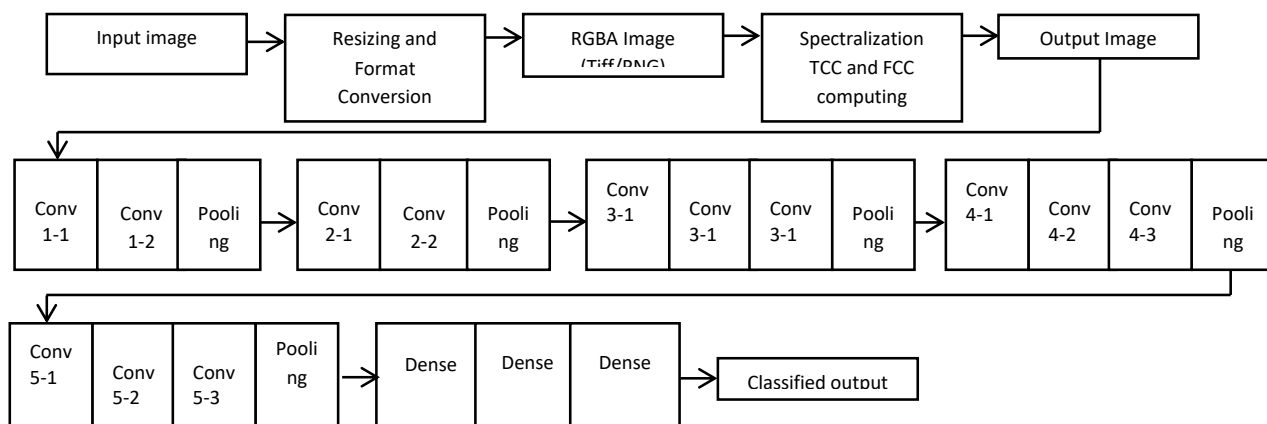 Input image
Resizing and
Format
Conversion
RGBA Image
(Tiff/PNG)
Spectralization
TCC and FCC
computing
Output Image
Conv
1-1
Conv
1-2
Pooli
ng
Conv
2-1
Conv
2-2
Pooli
ng
Conv
3-1
Conv
3-1
Conv
3-1
Pooli
ng
Conv
4-1
Conv
4-2
Conv
4-3
Pooli
ng
Conv
5-1
Conv
5-2
Conv
5-3
Pooli
ng
Dense
Dense
Dense
Classified output